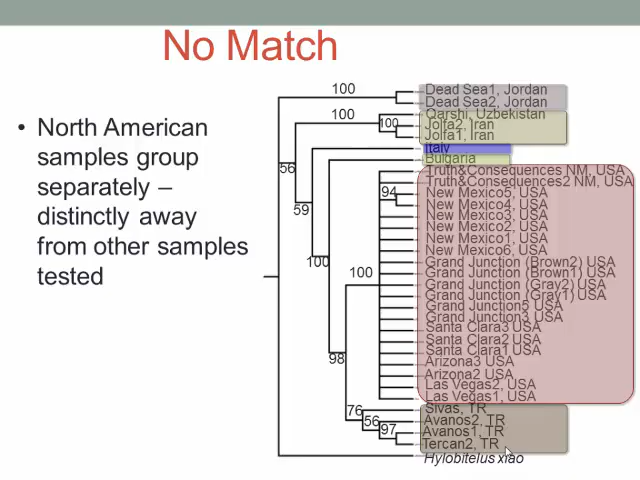 No Match
• North American
samples group
separately –
distinctly away
from other samples
tested
100
Dead Sea1, Jordan
Dead Sea2, Jordan
100
Qarshi, Uzbekistan
100
Jolfa2, Iran
Jolfa1, Iran
Italy
Bulgaria
56
Truth&Consequences NM, USA
Truth&Consequences2 NM, USA
94
New Mexico5, USA
New Mexico4, USA
59
New Mexico3, USA
New Mexico2, USA
New Mexico1, USA
New Mexico6, USA
100
Grand Junction (Brown2) USA
100
Grand Junction (Brown1) USA
Grand Junction (Gray2) USA
Grand Junction (Gray1) USA
Grand Junction5 USA
Grand Junction3 USA
Santa Clara3 USA
Santa Clara2 USA
Santa Clara1 USA
98
Arizona3 USA
Arizona2 USA
Las Vegas2, USA
Las Vegas1, USA
76
Sivas, TR
56
Avanos2, TR
97
Avanos1, TR
Tercan2, TR
Hylobitelus xiao